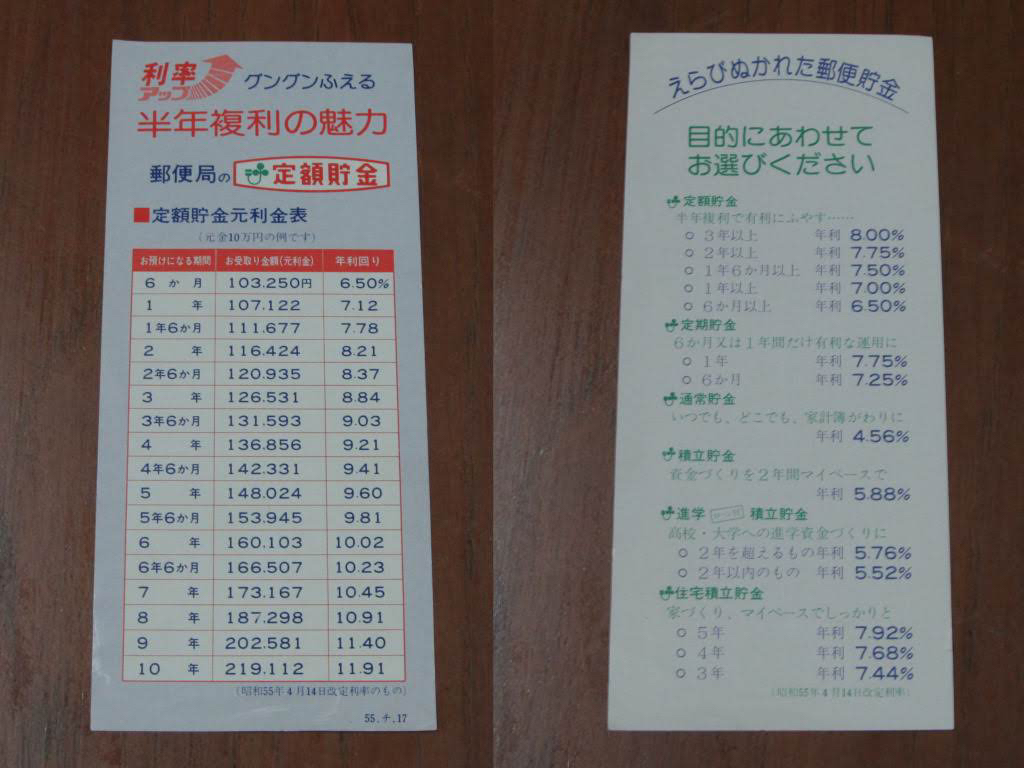 利率
アップ
グングンふえる
半年複利の魅力
郵便局の 定額貯金
■定額貯金元利金表
(元金10万円の例です)
お預けになる期間 お受取り金額(元利金) 年利回り
6か月 103.250円 6.50%
1年 107.122 7.12
1年6か月 111.677 7.78
2年 116.424 8.21
2年6か月 120.935 8.37
3年 126.531 8.84
3年6か月 131.593 9.03
4年 136.856 9.21
4年6か月 142.331 9.41
5年 148.024 9.60
5年6か月 153.945 9.81
6年 160.103 10.02
6年6か月 166.507 10.23
7年 173.167 10.45
8年 187.298 10.91
9年 202.581 11.40
10年 219.112 11.91
(昭和55年4月14日改定利率のもの)
55.チ.17
えらびぬかれた郵便貯金
目的にあわせて
お選びください
定額貯金
半年複利で有利にふやす……
○ 3年以上 年利 8.00%
○ 2年以上 年利 7.75%
○ 1年6か月以上 年利 7.50%
○ 1年以上 年利 7.00%
○ 6か月以上 年利 6.50%
定期貯金
6か月又は1年間だけ有利な運用に
○ 1年 年利 7.75%
○ 6か月 年利 7.25%
通常貯金
いつでも、どこでも、家計簿がわりに
年利 4.56%
積立貯金
資金づくりを2年間マイペースで
年利 5.88%
進学 積立貯金
高校・大学への進学資金づくりに
○ 2年を超えるもの 年利 5.76%
○ 2年以内のもの 年利 5.52%
住宅積立貯金
家づくり、マイペースでしっかりと
○ 5年 年利 7.92%
○ 4年 年利 7.68%
○ 3年 年利 7.44%
(昭和55年4月14日改定利率)